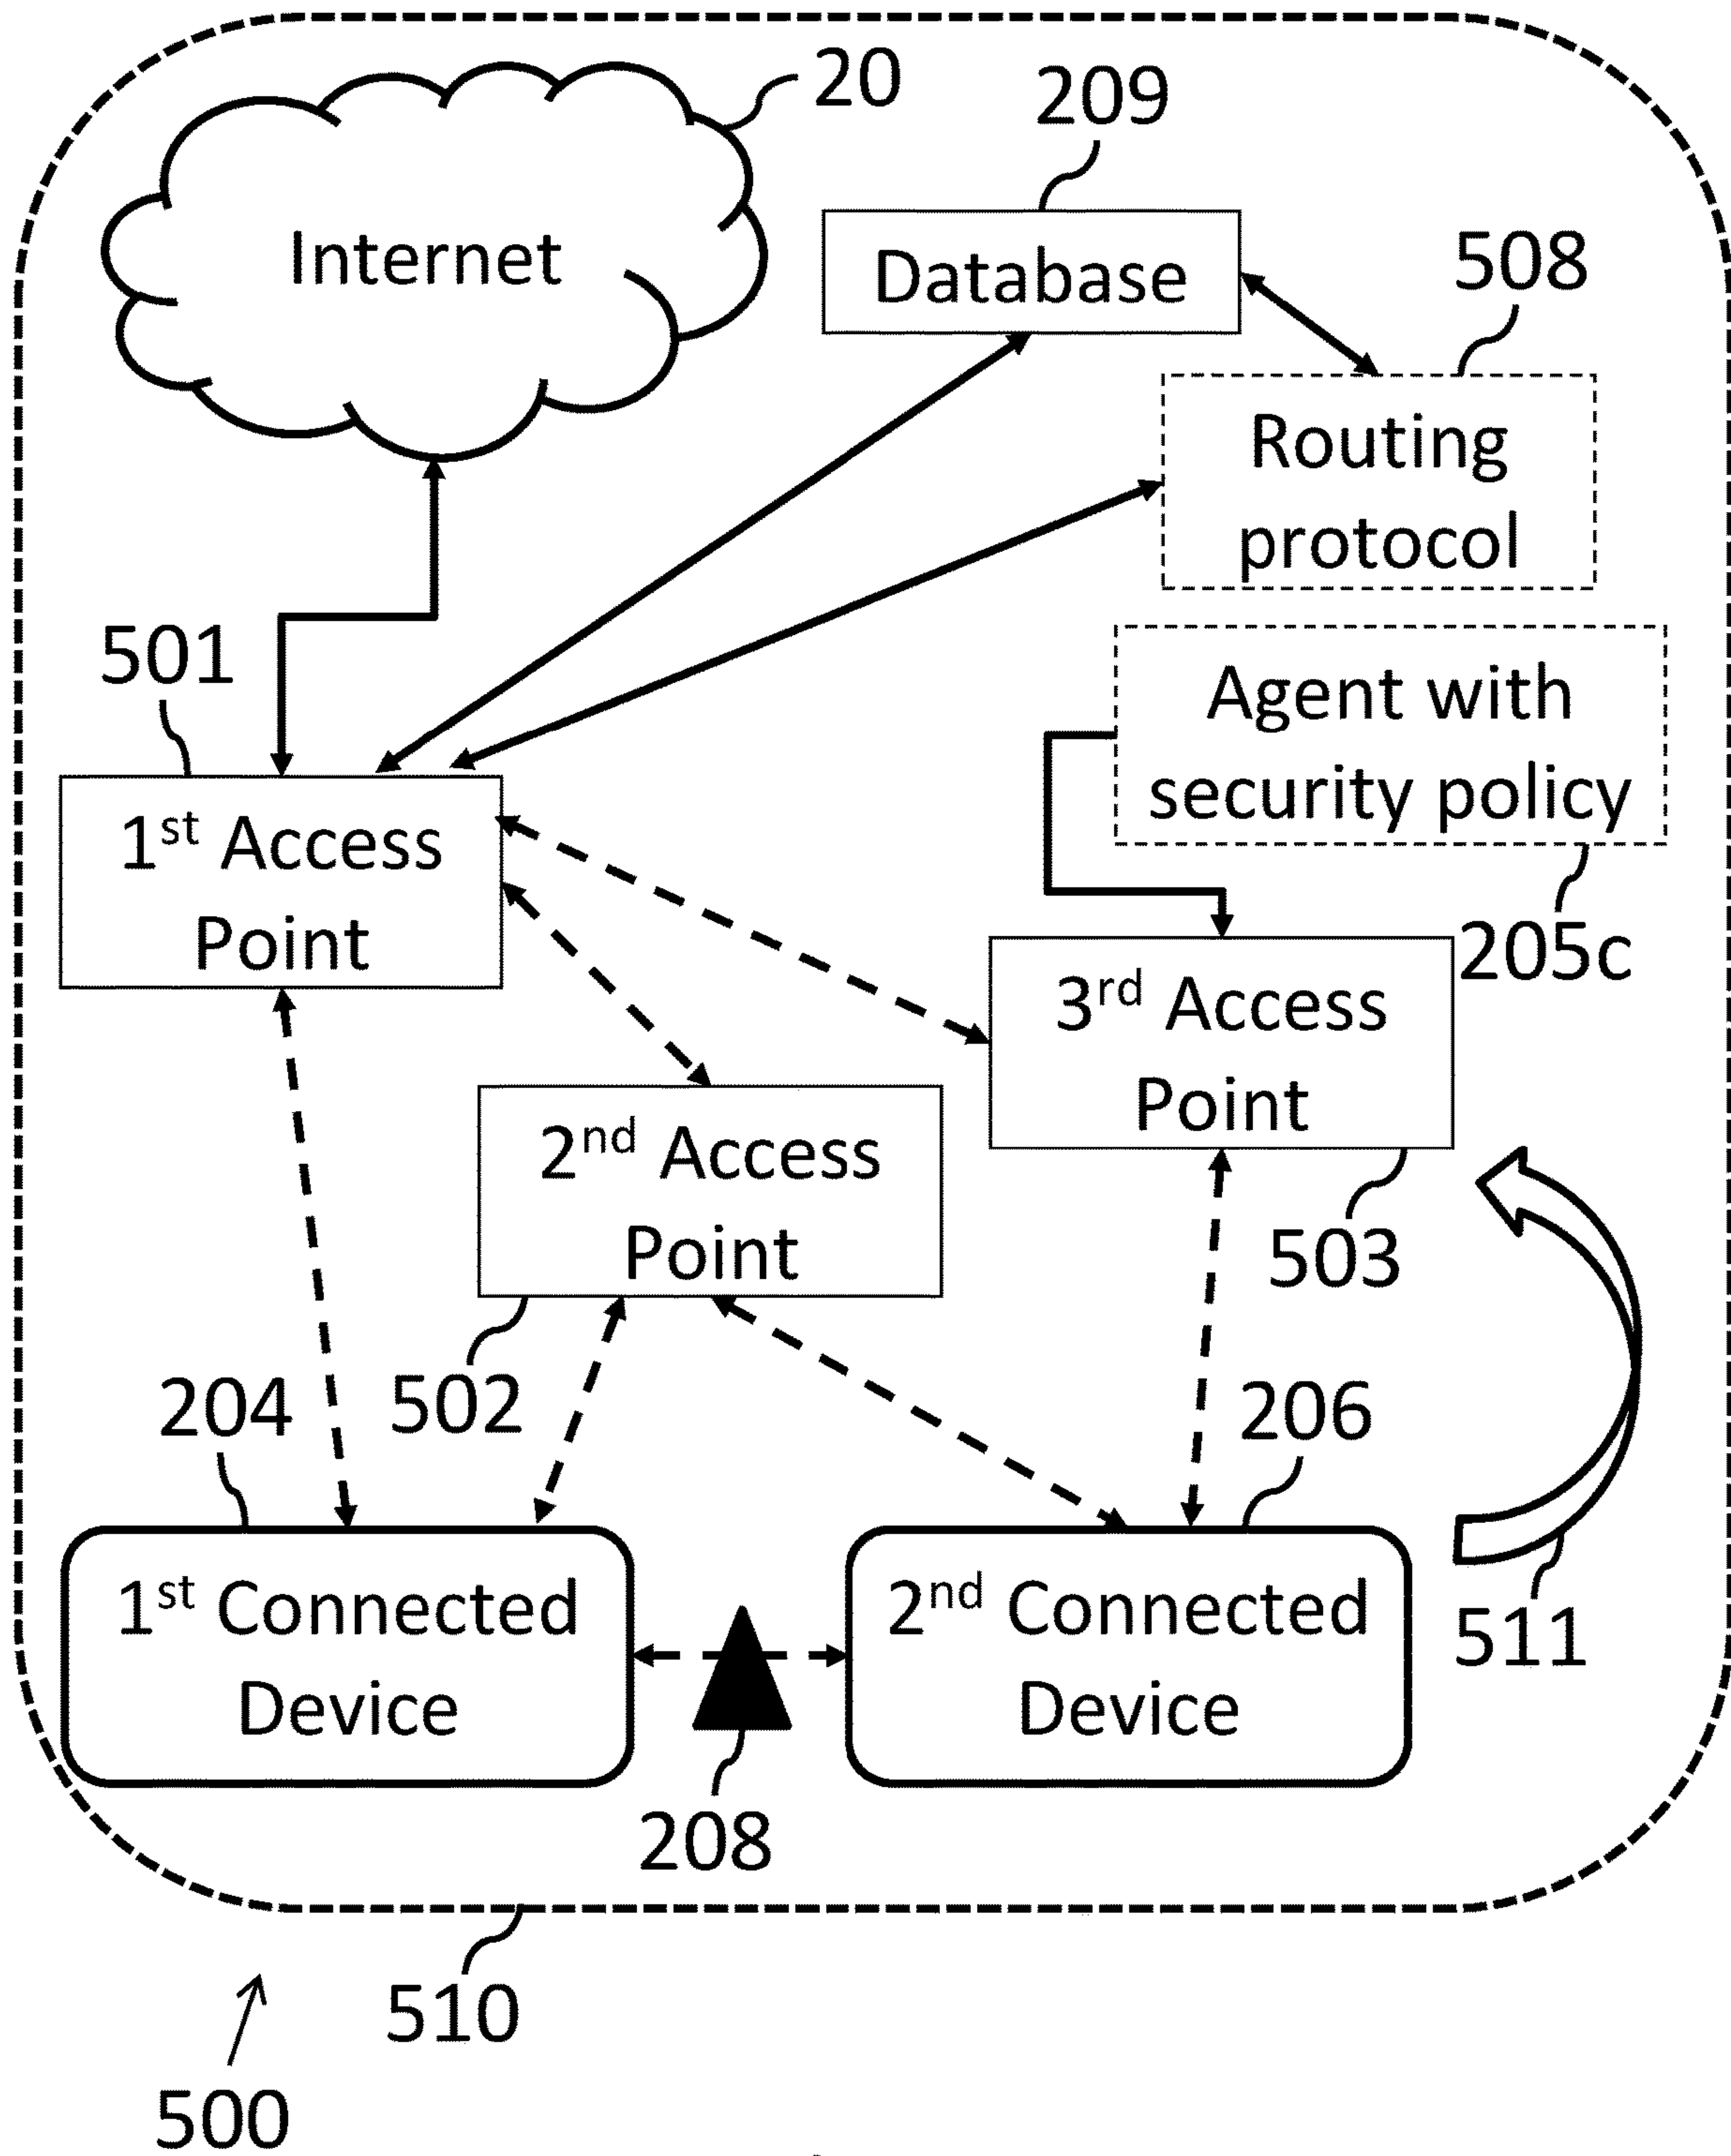 20
209
Internet
Database
508
Routing
protocol
501
Agent with
security policy
1st Access
Point
205c
3rd Access
Point
2nd Access
Point
503
502
204
206
1st Connected
Device
2nd Connected
Device
511
208
510
500